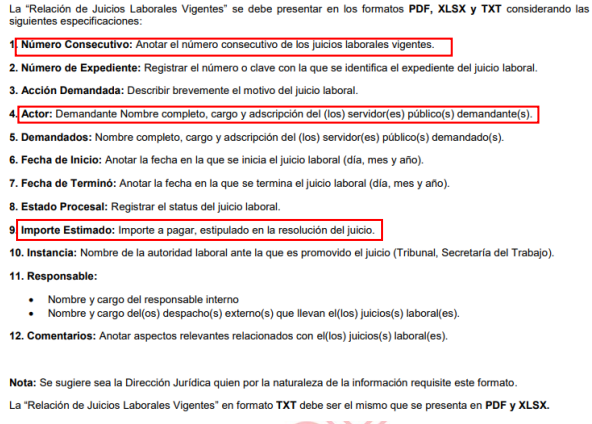 La “Relación de Juicios Laborales Vigentes” se debe presentar en los formatos PDF, XLSX y TXT considerando las
siguientes especificaciones:
1. Número Consecutivo: Anotar el número consecutivo de los juicios laborales vigentes.
2. Número de Expediente: Registrar el número o clave con la que se identifica el expediente del juicio laboral.
3. Acción Demandada: Describir brevemente el motivo del juicio laboral.
4. Actor: Demandante Nombre completo, cargo y adscripción del (los) servidor(es) público(s) demandante(s).
5. Demandados: Nombre completo, cargo y adscripción del (los) servidor(es) público(s) demandado(s).
6. Fecha de Inicio: Anotar la fecha en la que se inicia el juicio laboral (día, mes y año).
7. Fecha de Terminó: Anotar la fecha en la que se termina el juicio laboral (día, mes y año).
8. Estado Procesal: Registrar el status del juicio laboral.
9. Importe Estimado: Importe a pagar, estipulado en la resolución del juicio.
10. Instancia: Nombre de la autoridad laboral ante la que es promovido el juicio (Tribunal, Secretaría del Trabajo).
11. Responsable:
• Nombre y cargo del responsable interno
• Nombre y cargo del(os) despacho(s) externo(s) que llevan el(los) juicios(s) laboral(es).
12. Comentarios: Anotar aspectos relevantes relacionados con el(los) juicios(s) laboral(es).
Nota: Se sugiere sea la Dirección Jurídica quien por la naturaleza de la información requisite este formato.
La “Relación de Juicios Laborales Vigentes” en formato TXT debe ser el mismo que se presenta en PDF y XLSX.